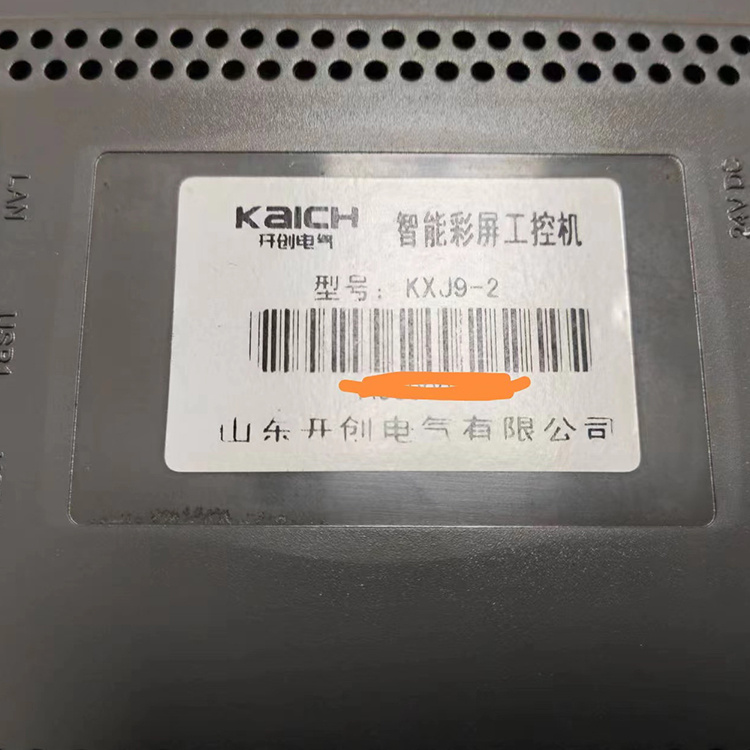 KAICH 智能彩屏工控机
开创电气
型号: KXJ9-2
山东开创电气有限公司
LAN
USB1
24V DC